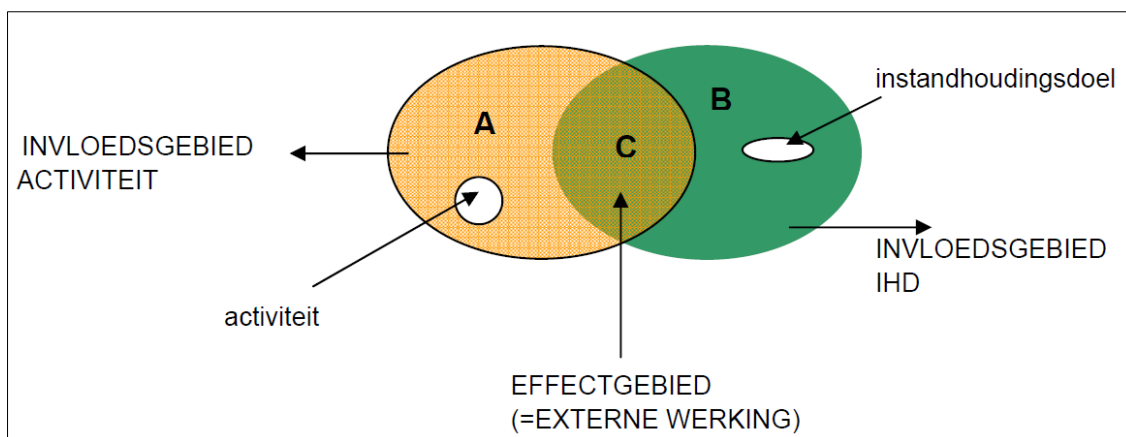 A
B
C
instandhoudingsdoel
INVLOEDSGEBIED
ACTIVITEIT
INVLOEDSGEBIED
IHD
activiteit
EFFECTGEBIED
(=EXTERNE WERKING)